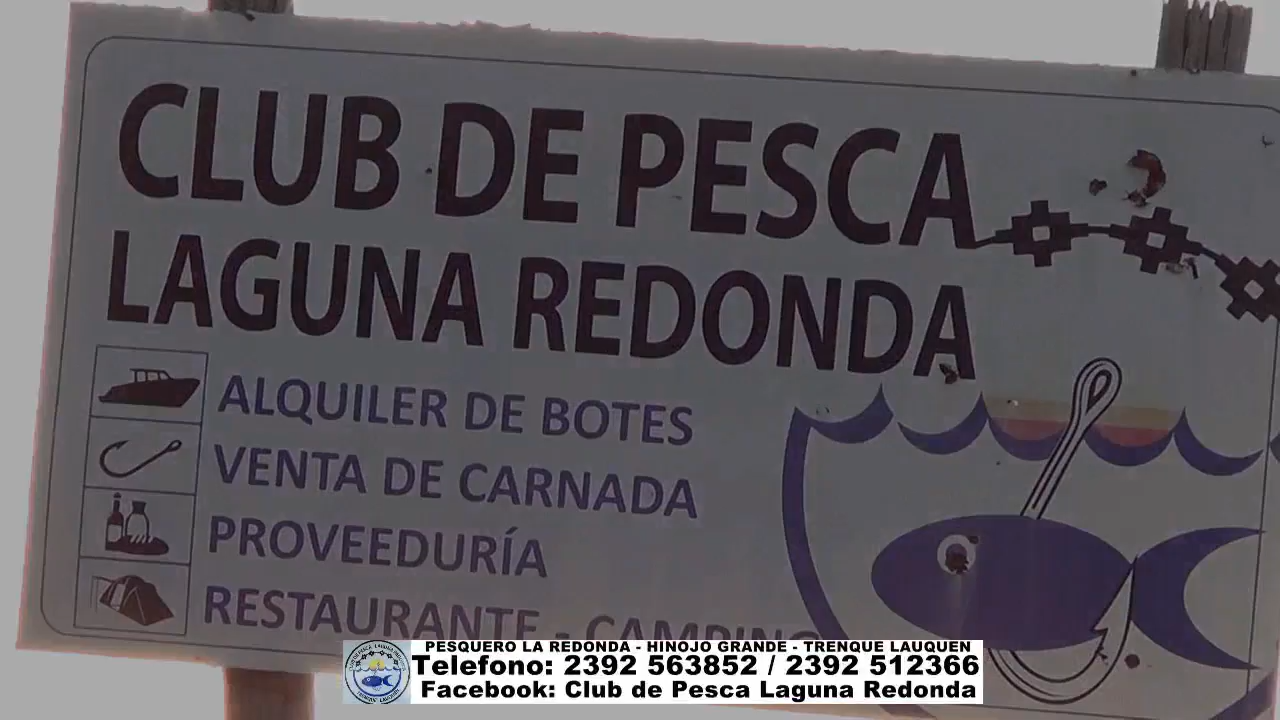 CLUB DE PESCA
LAGUNA REDONDA
ALQUILER DE BOTES
VENTA DE CARNADA
PROVEEDURÍA
RESTAURANTE - CAMPING
PESQUERO LA REDONDA - HINOJO GRANDE - TRENQUE LAUQUEN
Telefono: 2392 563852 / 2392 512366
Facebook: Club de Pesca Laguna Redonda